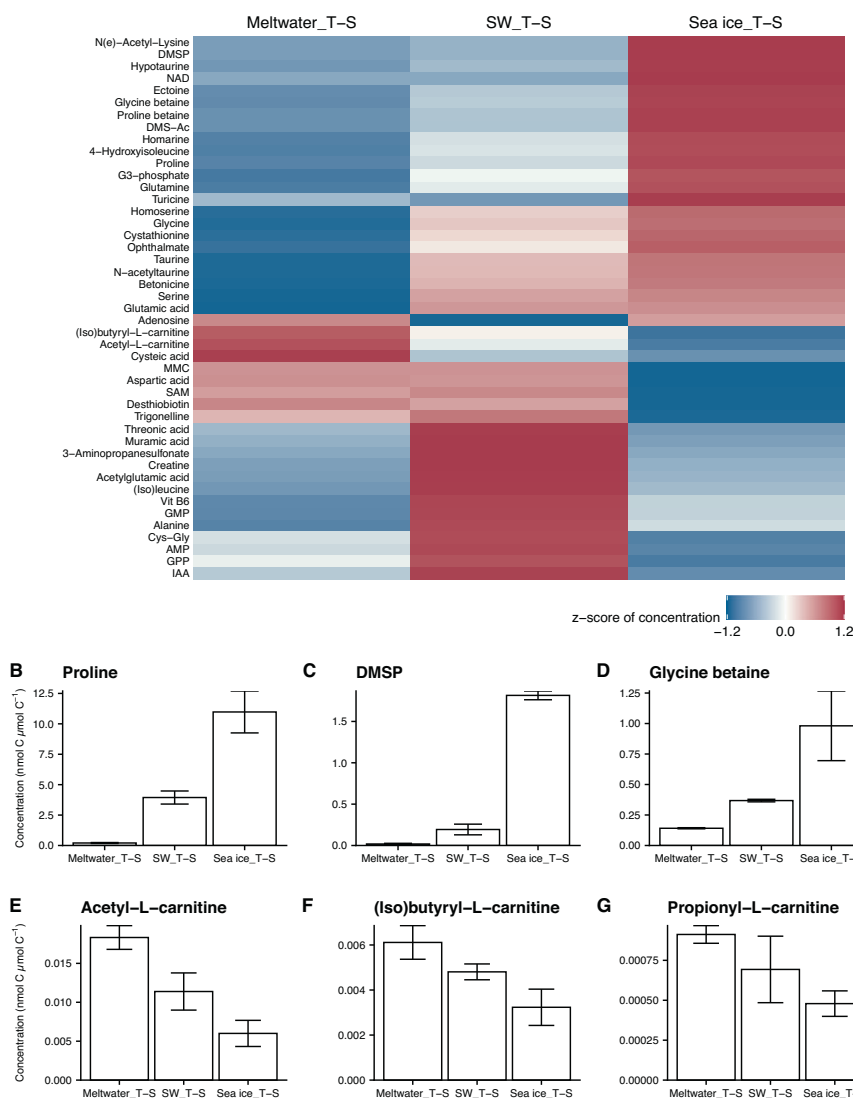 Meltwater_T−S SW_T−S Sea ice_T−S
N(e)−Acetyl−Lysine
DMSP
Hypotaurine
NAD
Ectoine
Glycine betaine
Proline betaine
DMS−Ac
Homarine
4−Hydroxyisoleucine
Proline
G3−phosphate
Glutamine
Turicine
Homoserine
Glycine
Cystathionine
Ophthalmate
Taurine
N−acetyltaurine
Betonicine
Serine
Glutamic acid
Adenosine
(Iso)butyryl−L−carnitine
Acetyl−L−carnitine
Cysteic acid
MMC
Aspartic acid
SAM
Desthiobiotin
Trigonelline
Threonic acid
Muramic acid
3−Aminopropanesulfonate
Creatine
Acetylglutamic acid
(Iso)leucine
Vit B6
GMP
Alanine
Cys−Gly
AMP
GPP
IAA
z−score of concentration
−1.2 0.0 1.2
B Proline
Concentration (nmol C µmol C⁻¹)
12.5
10.0
7.5
5.0
2.5
0.0
Meltwater_T−S SW_T−S Sea ice_T−S
C DMSP
1.5
1.0
0.5
0.0
Meltwater_T−S SW_T−S Sea ice_T−S
D Glycine betaine
1.25
1.00
0.75
0.50
0.25
0.00
Meltwater_T−S SW_T−S Sea ice_T−
E Acetyl−L−carnitine
Concentration (nmol C µmol C⁻¹)
0.015
0.010
0.005
0.000
Meltwater_T−S SW_T−S Sea ice_T−S
F (Iso)butyryl−L−carnitine
0.006
0.004
0.002
0.000
Meltwater_T−S SW_T−S Sea ice_T−S
G Propionyl−L−carnitine
0.00075
0.00050
0.00025
0.00000
Meltwater_T−S SW_T−S Sea ice_T−